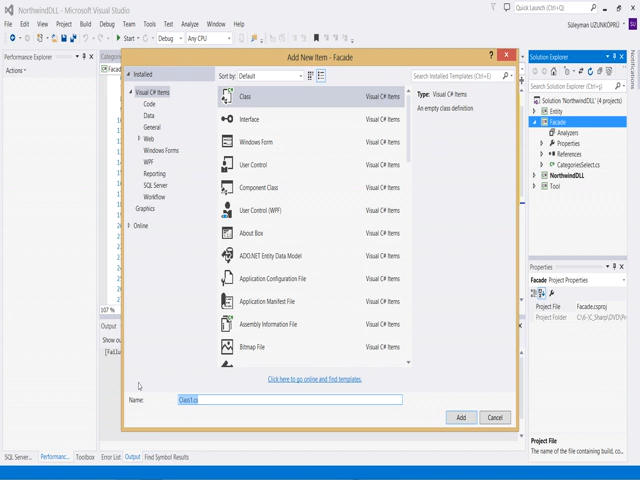 NorthwindDLL - Microsoft Visual Studio
Quick Launch (Ctrl+Q)
File Edit View Project Build Debug Team Tools Test Analyze Window Help
Süleyman UZUNKÖPRÜ SU
Start Debug Any CPU
Performance Explorer
Actions
Add New Item - Facade
Installed
Sort by: Default
Search Installed Templates (Ctrl+E)
Visual C# Items
Code
Data
General
Web
Windows Forms
WPF
Reporting
SQL Server
Workflow
Graphics
Online
Class Visual C# Items
Interface Visual C# Items
Windows Form Visual C# Items
User Control Visual C# Items
Component Class Visual C# Items
User Control (WPF) Visual C# Items
About Box Visual C# Items
ADO.NET Entity Data Model Visual C# Items
Application Configuration File Visual C# Items
Application Manifest File Visual C# Items
Assembly Information File Visual C# Items
Bitmap File Visual C# Items
Type: Visual C# Items
An empty class definition
Click here to go online and find templates.
Name: Class1.cs
Add Cancel
107 %
Output
Show ou
[Failu
Solution Explorer
Search Solution Explorer (Ctrl+ş)
Solution 'NorthwindDLL' (4 projects)
Entity
Facade
Analyzers
Properties
References
CategoriesSelect.cs
NorthwindDLL
Tool
Properties
Facade Project Properties
Project File Facade.csproj
Project Folder
Project File
The name of the file containing build, co...
Notifications
SQL Server... Performanc... Toolbox Error List Output Find Symbol Results